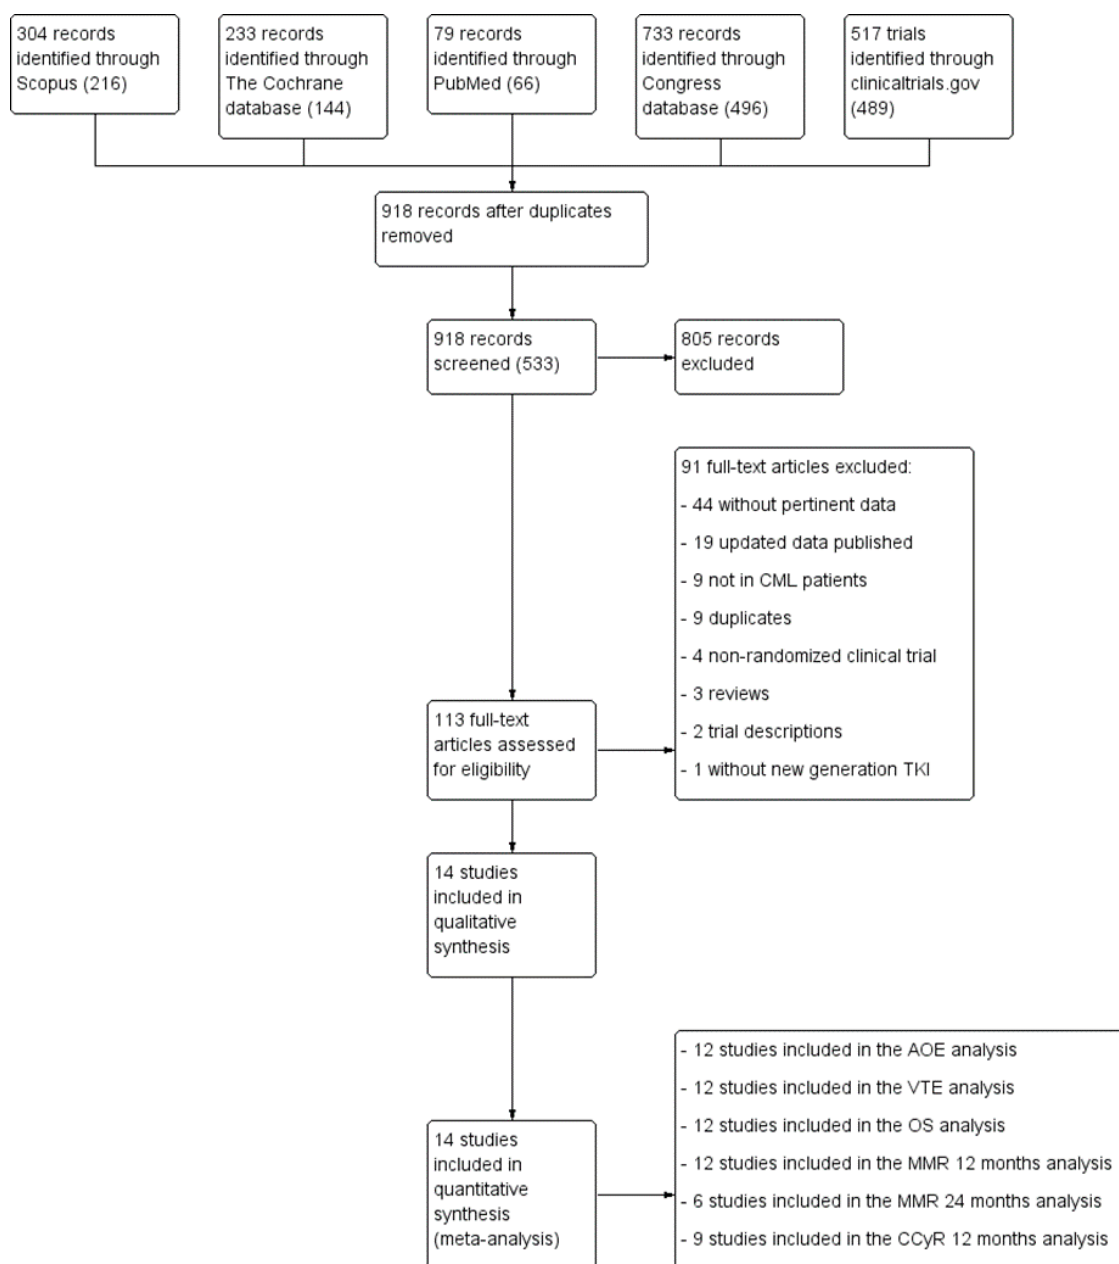 304 records
identified through
Scopus (216)
233 records
identified through
The Cochrane
database (144)
79 records
identified through
PubMed (66)
733 records
identified through
Congress
database (496)
517 trials
identified through
clinicaltrials.gov
(489)
918 records after duplicates
removed
918 records
screened (533)
805 records
excluded
91 full-text articles excluded:
- 44 without pertinent data
- 19 updated data published
- 9 not in CML patients
- 9 duplicates
- 4 non-randomized clinical trial
- 3 reviews
- 2 trial descriptions
- 1 without new generation TKI
113 full-text
articles assessed
for eligibility
14 studies
included in
qualitative
synthesis
14 studies
included in
quantitative
synthesis
(meta-analysis)
- 12 studies included in the AOE analysis
- 12 studies included in the VTE analysis
- 12 studies included in the OS analysis
- 12 studies included in the MMR 12 months analysis
- 6 studies included in the MMR 24 months analysis
- 9 studies included in the CCyR 12 months analysis